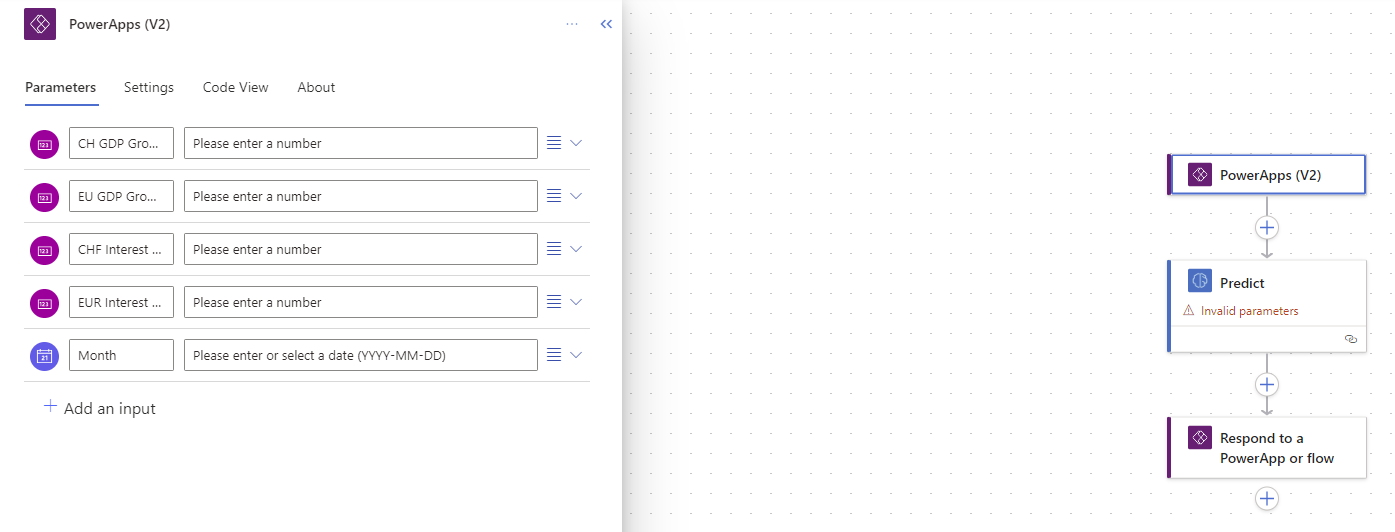 PowerApps (V2)
Parameters Settings Code View About
CH GDP Gro... Please enter a number
EU GDP Gro... Please enter a number
CHF Interest ... Please enter a number
EUR Interest ... Please enter a number
21 Month Please enter or select a date (YYYY-MM-DD)
+ Add an input
PowerApps (V2)
Predict
Invalid parameters
Respond to a
PowerApp or flow